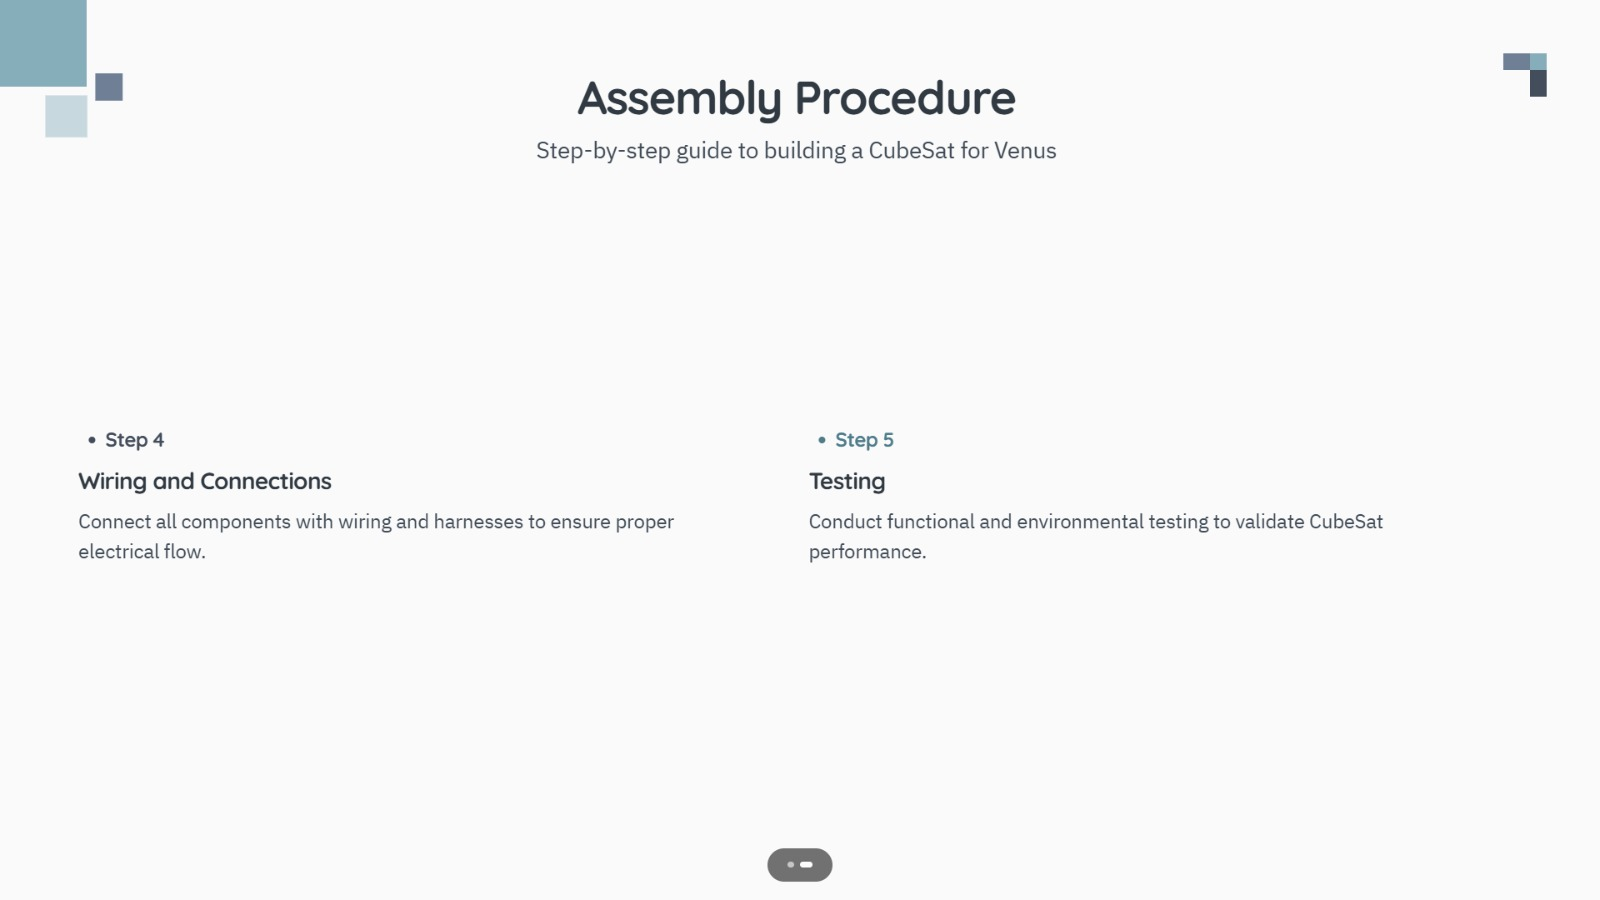 Assembly Procedure
Step-by-step guide to building a CubeSat for Venus
• Step 4
Wiring and Connections
Connect all components with wiring and harnesses to ensure proper
electrical flow.
• Step 5
Testing
Conduct functional and environmental testing to validate CubeSat
performance.